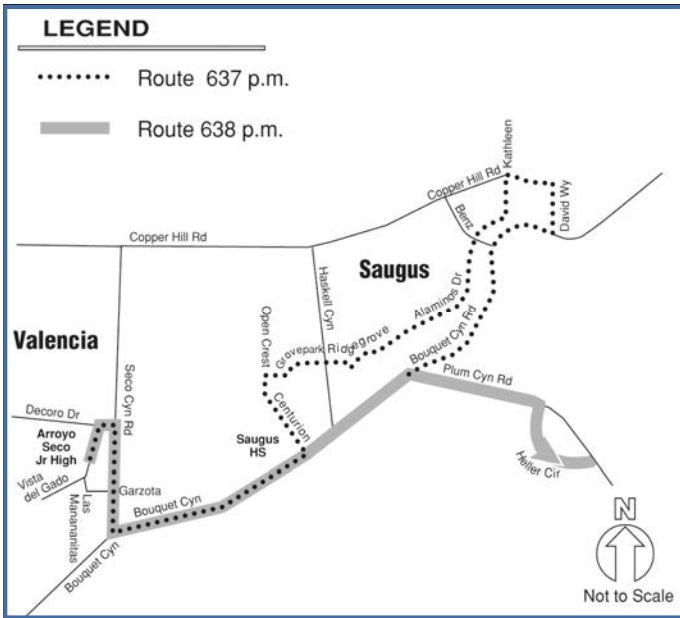 LEGEND
Route 637 p.m.
Route 638 p.m.
Kathleen
Copper Hill Rd
Benz
David Wy
Copper Hill Rd
Saugus
Haskell Cyn
Alaminos Dr
Valencia
Open Crest
Grovepark Ridgegrove
Bouquet Cyn Rd
Seco Cyn Rd
Plum Cyn Rd
Centurion
Decoro Dr
Arroyo
Seco
Jr High
Saugus
HS
Heller Cir
Vista
del Gado
Las
Manananitas
Garzota
Bouquet Cyn
Bouquet Cyn
N
Not to Scale